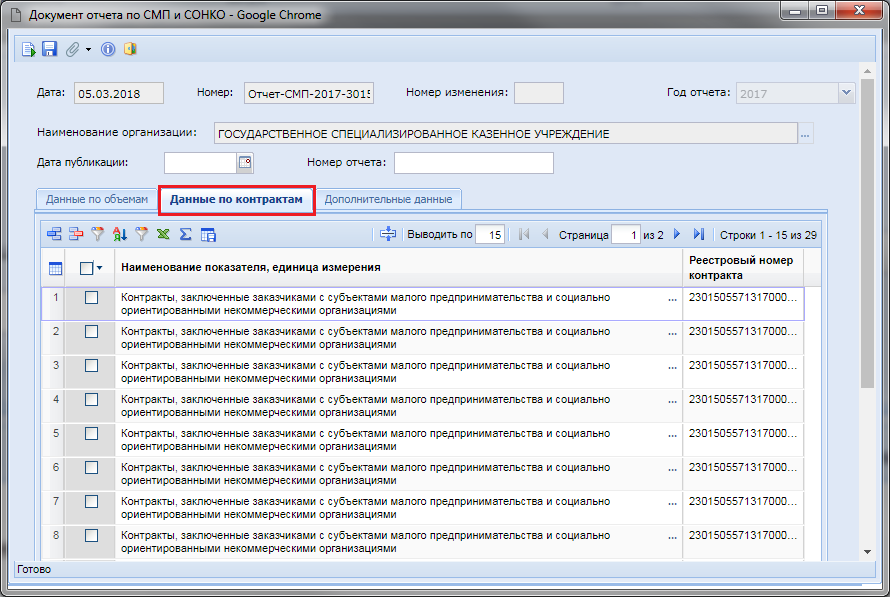 Документ отчета по СМП и СОНКО - Google Chrome
Дата: 05.03.2018 Номер: Отчет-СМП-2017-3015 Номер изменения: Год отчета: 2017
Наименование организации: ГОСУДАРСТВЕННОЕ СПЕЦИАЛИЗИРОВАННОЕ КАЗЕННОЕ УЧРЕЖДЕНИЕ ...
Дата публикации: Номер отчета:
Данные по объемам Данные по контрактам Дополнительные данные
Выводить по 15 Страница 1 из 2 Строки 1 - 15 из 29
Наименование показателя, единица измерения Реестровый номер
контракта
1 Контракты, заключенные заказчиками с субъектами малого предпринимательства и социально ... 2301505571317000...
ориентированными некоммерческими организациями
2 Контракты, заключенные заказчиками с субъектами малого предпринимательства и социально ... 2301505571317000...
ориентированными некоммерческими организациями
3 Контракты, заключенные заказчиками с субъектами малого предпринимательства и социально ... 2301505571317000...
ориентированными некоммерческими организациями
4 Контракты, заключенные заказчиками с субъектами малого предпринимательства и социально ... 2301505571317000...
ориентированными некоммерческими организациями
5 Контракты, заключенные заказчиками с субъектами малого предпринимательства и социально ... 2301505571317000...
ориентированными некоммерческими организациями
6 Контракты, заключенные заказчиками с субъектами малого предпринимательства и социально ... 2301505571317000...
ориентированными некоммерческими организациями
7 Контракты, заключенные заказчиками с субъектами малого предпринимательства и социально ... 2301505571317000...
ориентированными некоммерческими организациями
8 Контракты, заключенные заказчиками с субъектами малого предпринимательства и социально ... 2301505571317000...
ориентированными некоммерческими организациями
Готово